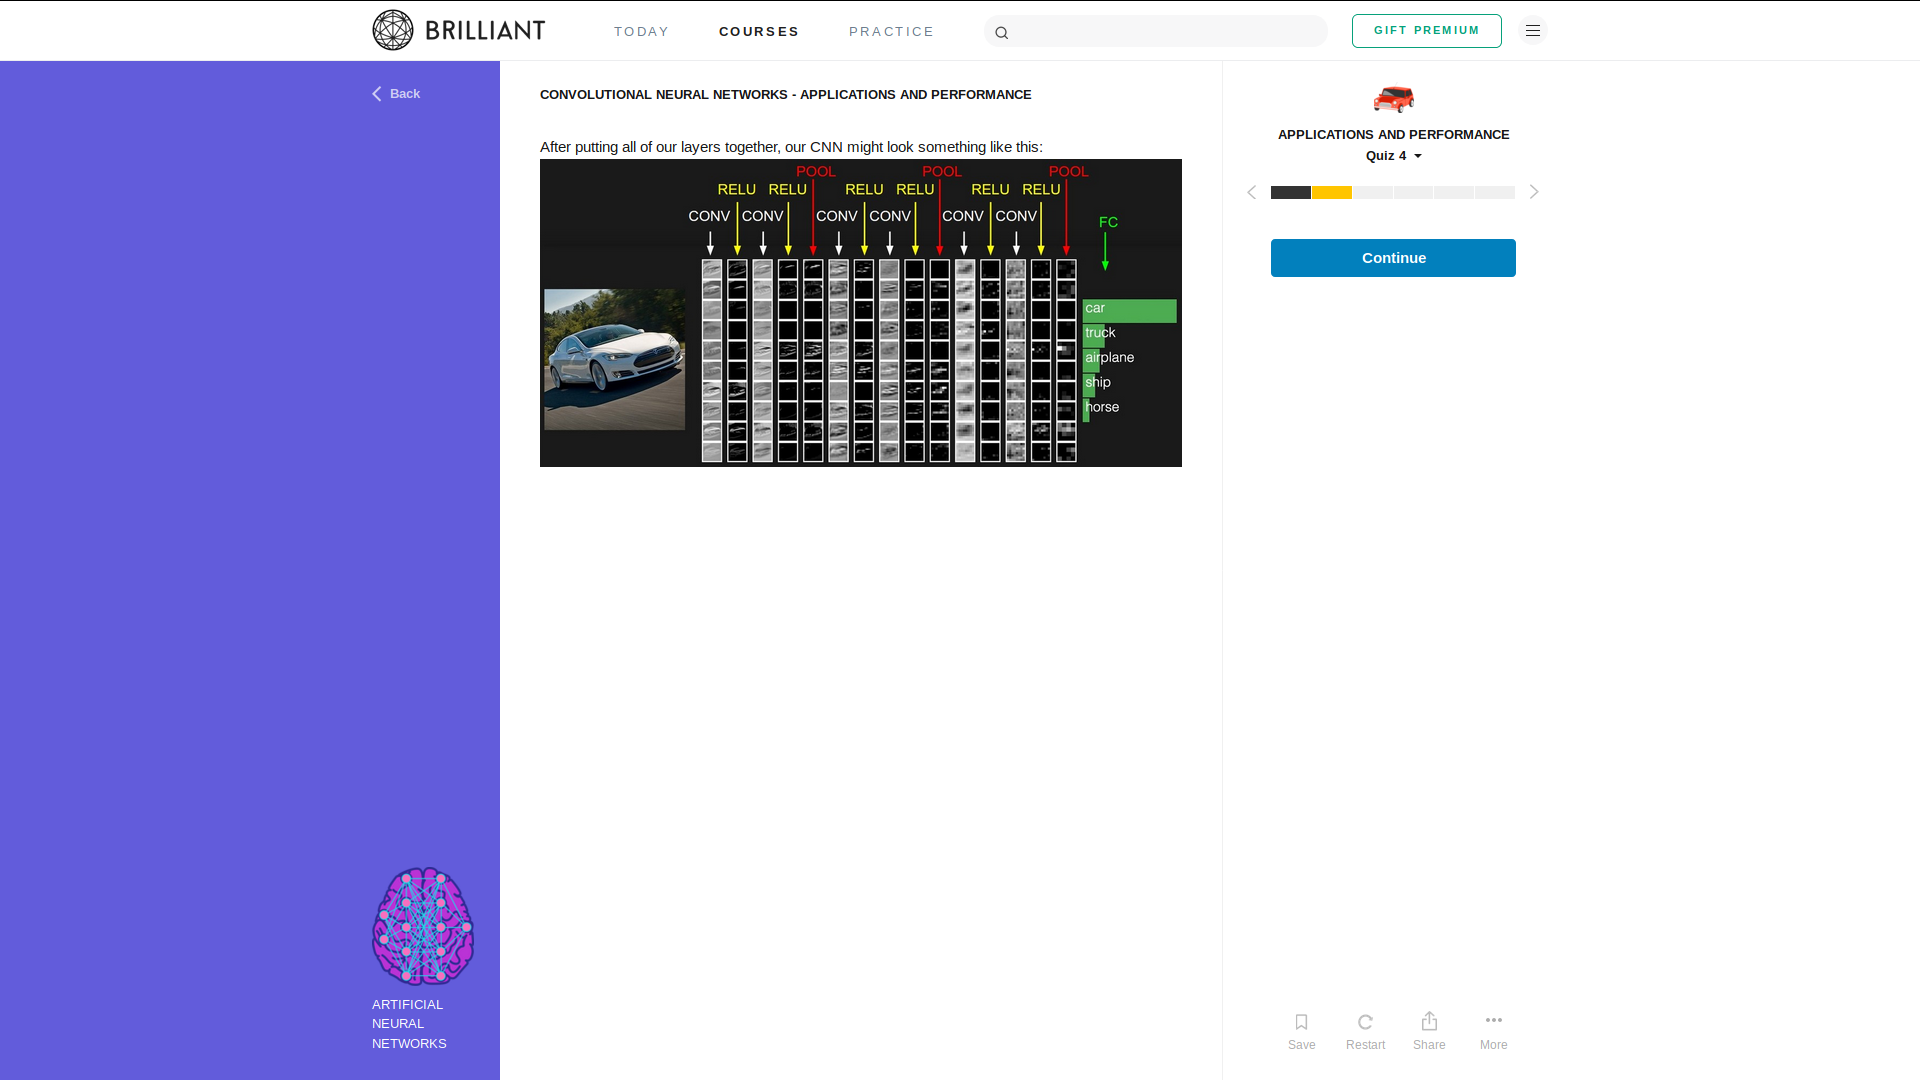 BRILLIANT
TODAY
COURSES
PRACTICE
GIFT PREMIUM
Back
CONVOLUTIONAL NEURAL NETWORKS - APPLICATIONS AND PERFORMANCE
After putting all of our layers together, our CNN might look something like this:
POOL POOL POOL
RELU RELU RELU RELU RELU RELU
CONV CONV CONV CONV CONV CONV
FC
car
truck
airplane
ship
horse
APPLICATIONS AND PERFORMANCE
Quiz 4
Continue
ARTIFICIAL
NEURAL
NETWORKS
Save Restart Share More